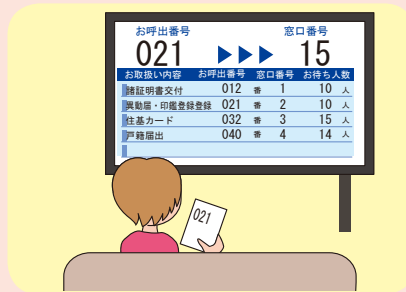 お呼出番号 窓口番号
021 ▶▶▶ 15
お取扱い内容 お呼出番号 窓口番号 お待ち人数
諸証明書交付 012 番 1 10 人
異動届・印鑑登録登録 021 番 2 10 人
住基カード 032 番 3 15 人
戸籍届出 040 番 4 14 人
021